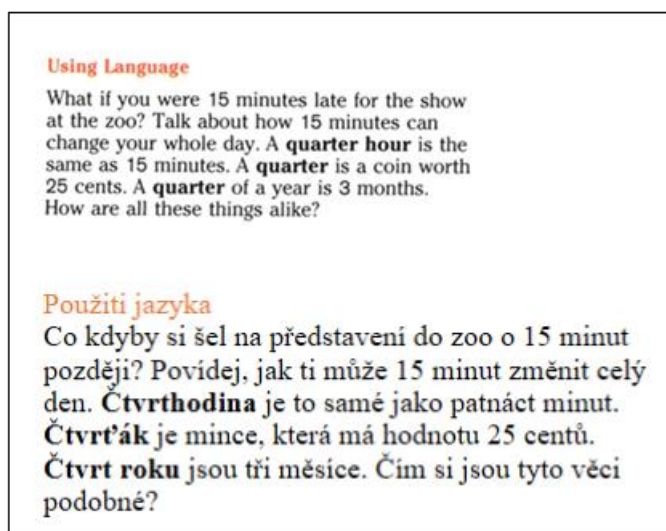 Using Language
What if you were 15 minutes late for the show
at the zoo? Talk about how 15 minutes can
change your whole day. A quarter hour is the
same as 15 minutes. A quarter is a coin worth
25 cents. A quarter of a year is 3 months.
How are all these things alike?
Použiti jazyka
Co kdyby si šel na představení do zoo o 15 minut
později? Povídej, jak ti může 15 minut změnit celý
den. Čtvrthodina je to samé jako patnáct minut.
Čtvrťák je mince, která má hodnotu 25 centů.
Čtvrt roku jsou tři měsíce. Čím si jsou tyto věci
podobné?